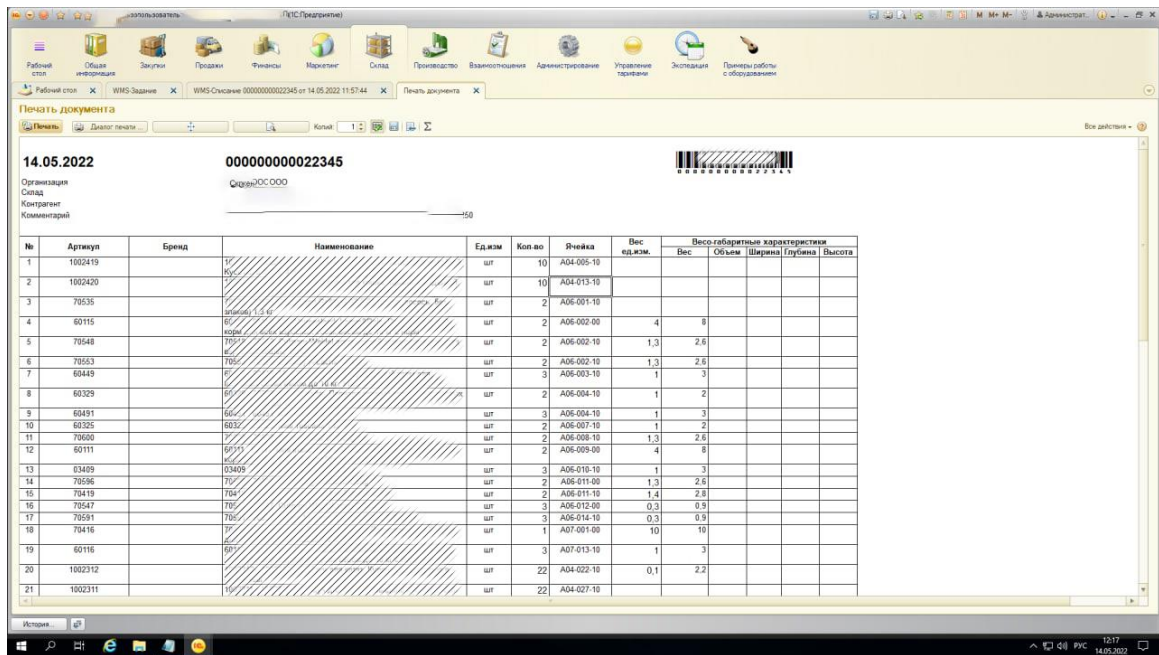 (1С:Предприятие)
M M+ M-
Администрат...
Рабочий стол
Общая информация
Закупки
Продажи
Финансы
Маркетинг
Склад
Производство
Взаимоотношения
Администрирование
Управление тарифами
Экспедиция
Примеры работы с оборудованием
Рабочий стол
WMS-Задание
WMS-Списание 000000000022345 от 14.05.2022 11:57:44
Печать документа
Печать документа
Печать
Диалог печати...
Копий: 1
Все действия
14.05.2022 000000000022345
000000000022345
Организация ООО
Склад
Контрагент
Комментарий
№ Артикул Бренд Наименование Ед.изм Кол-во Ячейка Вес ед.изм. Весо-габаритные характеристики
Вес Объем Ширина Глубина Высота
1 1002419 шт 10 A04-005-10
2 1002420 шт 10 A04-013-10
3 70535 шт 2 A06-001-10
4 60115 шт 2 A06-002-00 4 8
5 70548 шт 2 A06-002-10 1,3 2,6
6 70553 шт 2 A06-002-10 1,3 2,6
7 60449 шт 3 A06-003-10 1 3
8 60329 шт 2 A06-004-10 1 2
9 60491 шт 3 A06-004-10 1 3
10 60325 шт 2 A06-007-10 1 2
11 70600 шт 2 A06-008-10 1,3 2,6
12 60111 60111 шт 2 A06-009-00 4 8
13 03409 03409 шт 3 A06-010-10 1 3
14 70596 шт 2 A06-011-00 1,3 2,6
15 70419 шт 2 A06-011-10 1,4 2,8
16 70547 шт 3 A06-012-00 0,3 0,9
17 70591 шт 3 A06-014-10 0,3 0,9
18 70416 шт 1 A07-001-00 10 10
19 60116 шт 3 A07-013-10 1 3
20 1002312 шт 22 A04-022-10 0,1 2,2
21 1002311 шт 22 A04-027-10
История...
РУС
12:17
14.05.2022